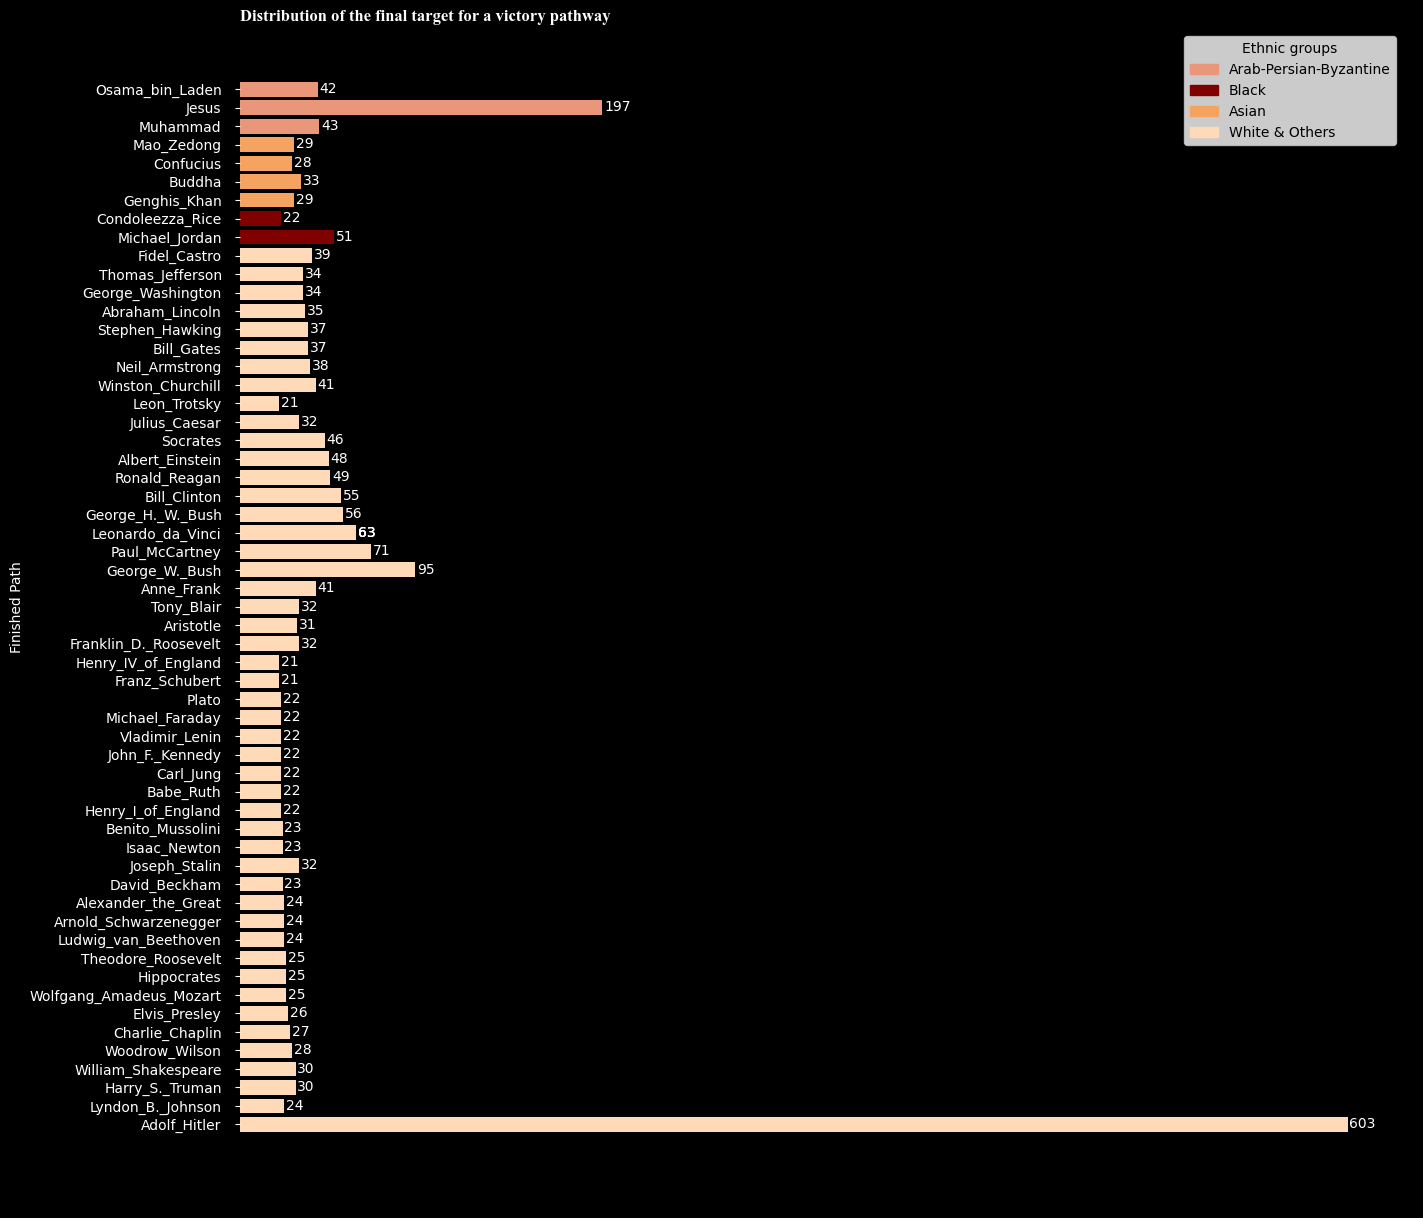 Distribution of the final target for a victory pathway
Ethnic groups
Arab-Persian-Byzantine
Black
Asian
White & Others
Finished Path
Osama_bin_Laden 42
Jesus 197
Muhammad 43
Mao_Zedong 29
Confucius 28
Buddha 33
Genghis_Khan 29
Condoleezza_Rice 22
Michael_Jordan 51
Fidel_Castro 39
Thomas_Jefferson 34
George_Washington 34
Abraham_Lincoln 35
Stephen_Hawking 37
Bill_Gates 37
Neil_Armstrong 38
Winston_Churchill 41
Leon_Trotsky 21
Julius_Caesar 32
Socrates 46
Albert_Einstein 48
Ronald_Reagan 49
Bill_Clinton 55
George_H._W._Bush 56
Leonardo_da_Vinci 63
Paul_McCartney 71
George_W._Bush 95
Anne_Frank 41
Tony_Blair 32
Aristotle 31
Franklin_D._Roosevelt 32
Henry_IV_of_England 21
Franz_Schubert 21
Plato 22
Michael_Faraday 22
Vladimir_Lenin 22
John_F._Kennedy 22
Carl_Jung 22
Babe_Ruth 22
Henry_I_of_England 22
Benito_Mussolini 23
Isaac_Newton 23
Joseph_Stalin 32
David_Beckham 23
Alexander_the_Great 24
Arnold_Schwarzenegger 24
Ludwig_van_Beethoven 24
Theodore_Roosevelt 25
Hippocrates 25
Wolfgang_Amadeus_Mozart 25
Elvis_Presley 26
Charlie_Chaplin 27
Woodrow_Wilson 28
William_Shakespeare 30
Harry_S._Truman 30
Lyndon_B._Johnson 24
Adolf_Hitler 603